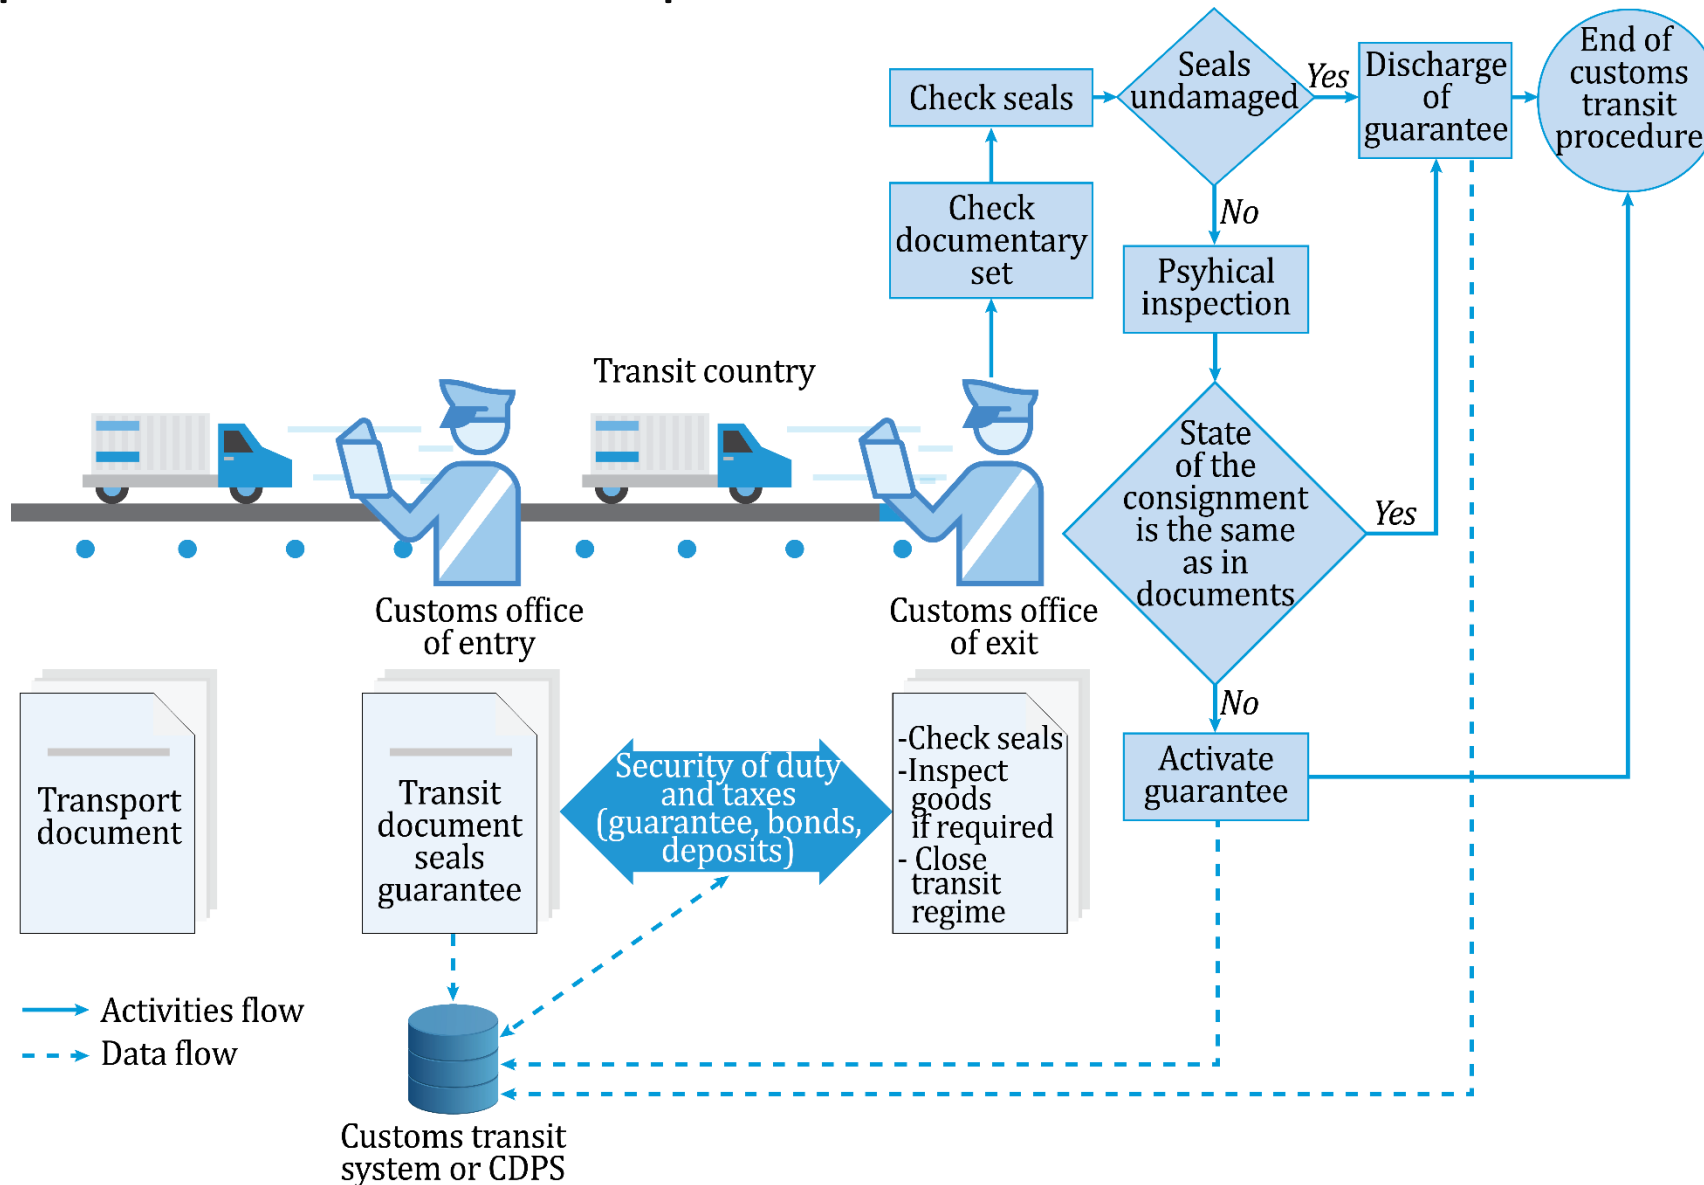 Check seals
Seals
undamaged
Yes
Discharge
of
guarantee
End of
customs
transit
procedure
Check
documentary
set
No
Psyhical
inspection
Transit country
State
of the
consignment
is the same
as in
documents
Yes
Customs office
of entry
Customs office
of exit
No
Activate
guarantee
Transport
document
Transit
document
seals
guarantee
Security of duty
and taxes
(guarantee, bonds,
deposits)
-Check seals
-Inspect
goods
if required
- Close
transit
regime
Activities flow
Data flow
Customs transit
system or CDPS